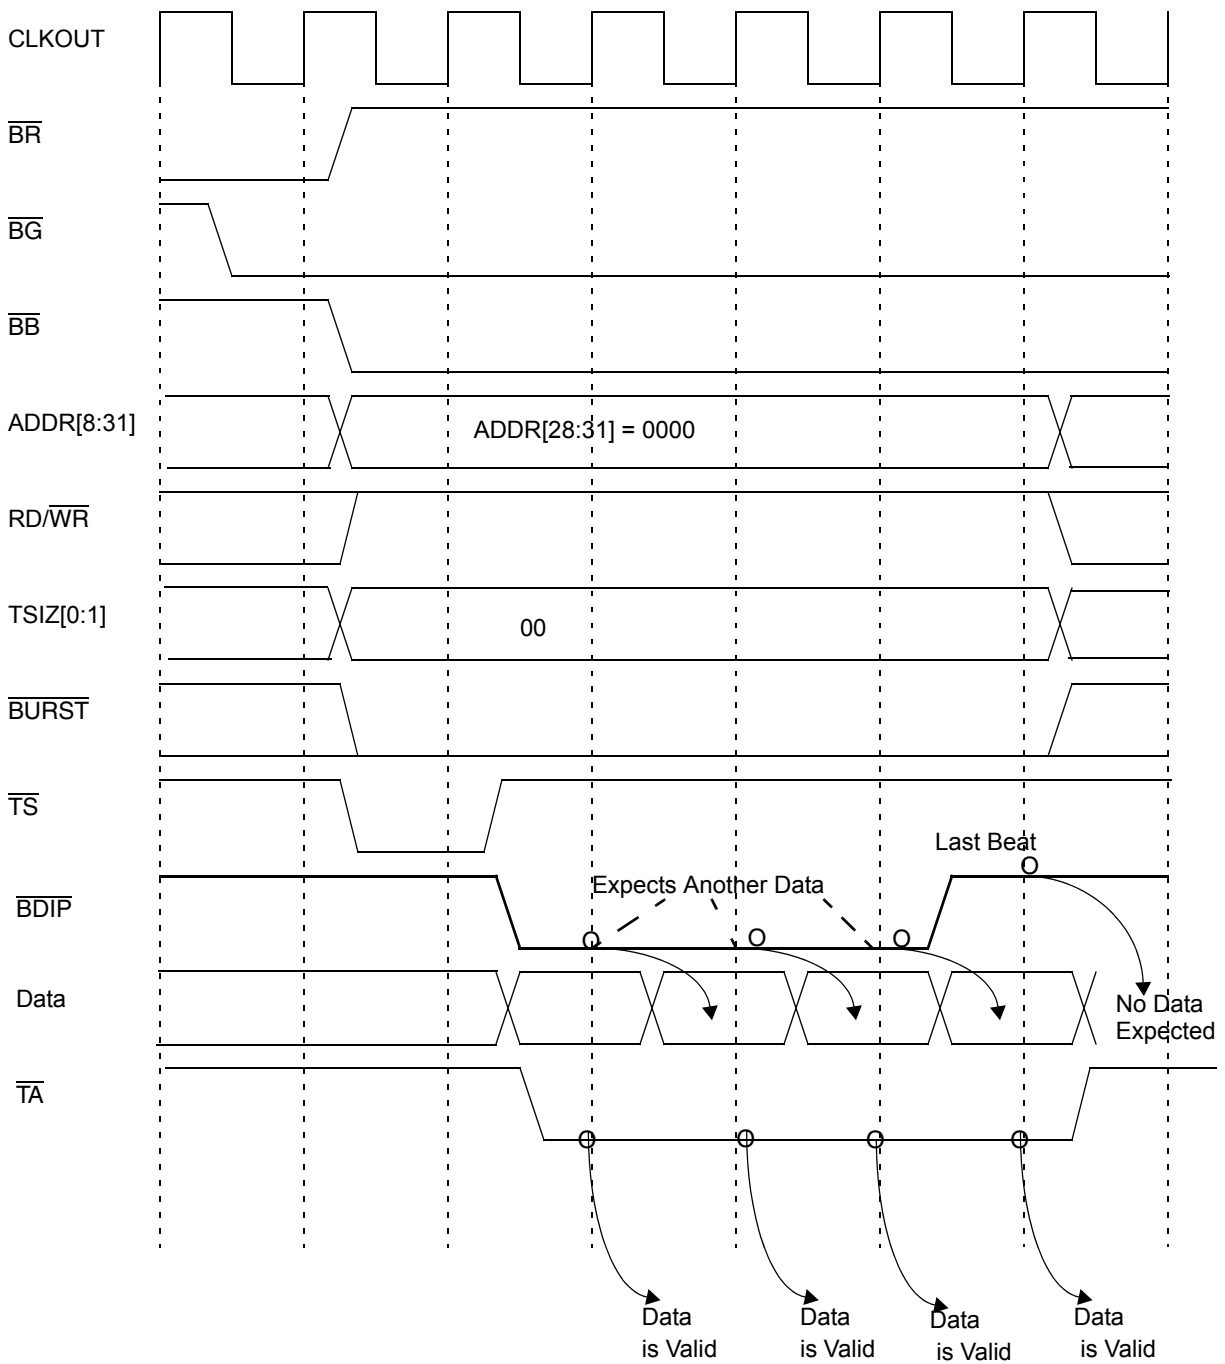 CLKOUT
BR
BG
BB
ADDR[8:31]
ADDR[28:31] = 0000
RD/WR
TSIZ[0:1]
00
BURST
TS
Last Beat
O
BDIP
Expects Another Data
O O O
Data
No Data
Expected
TA
O O O O
Data Data Data Data
is Valid is Valid is Valid is Valid